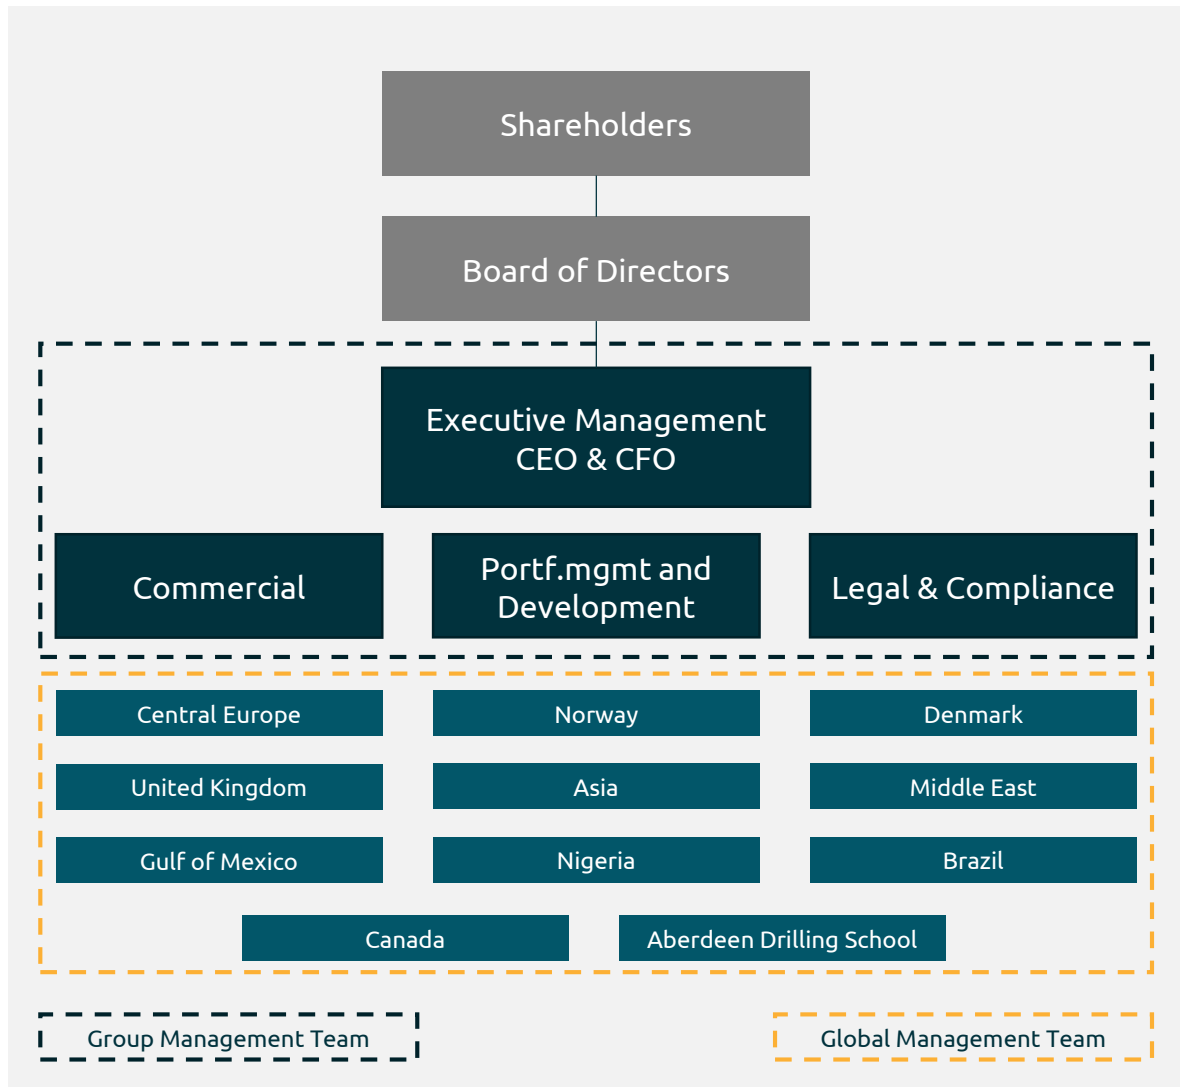 Shareholders
Board of Directors
Executive Management
CEO & CFO
Commercial
Portf.mgmt and
Development
Legal & Compliance
Central Europe
Norway
Denmark
United Kingdom
Asia
Middle East
Gulf of Mexico
Nigeria
Brazil
Canada
Aberdeen Drilling School
Group Management Team
Global Management Team